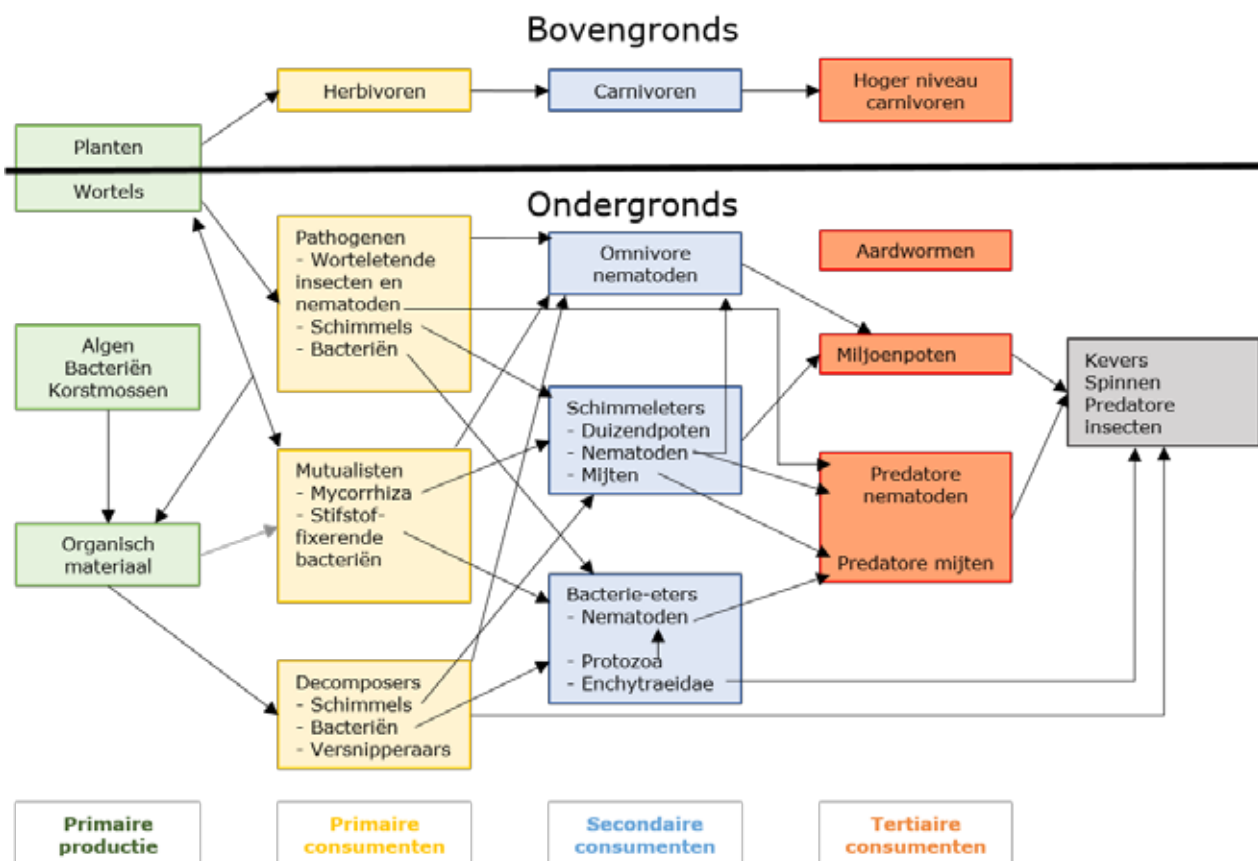 Bovengronds
Herbivoren
Carnivoren
Hoger niveau
carnivoren
Planten
Wortels
Ondergronds
Pathogenen
- Worteletende
insecten en
nematoden
- Schimmels
- Bacteriën
Omnivore
nematoden
Aardwormen
Algen
Bacteriën
Korstmossen
Miljoenpoten
Kevers
Spinnen
Predatore
insecten
Schimmeleters
- Duizendpoten
- Nematoden
- Mijten
Mutualisten
- Mycorrhiza
- Stifstof-
fixerende
bacteriën
Predatore
nematoden
Predatore mijten
Organisch
materiaal
Bacterie-eters
- Nematoden
- Protozoa
- Enchytraeidae
Decomposers
- Schimmels
- Bacteriën
- Versnipperaars
Primaire
productie
Primaire
consumenten
Secondaire
consumenten
Tertiaire
consumenten